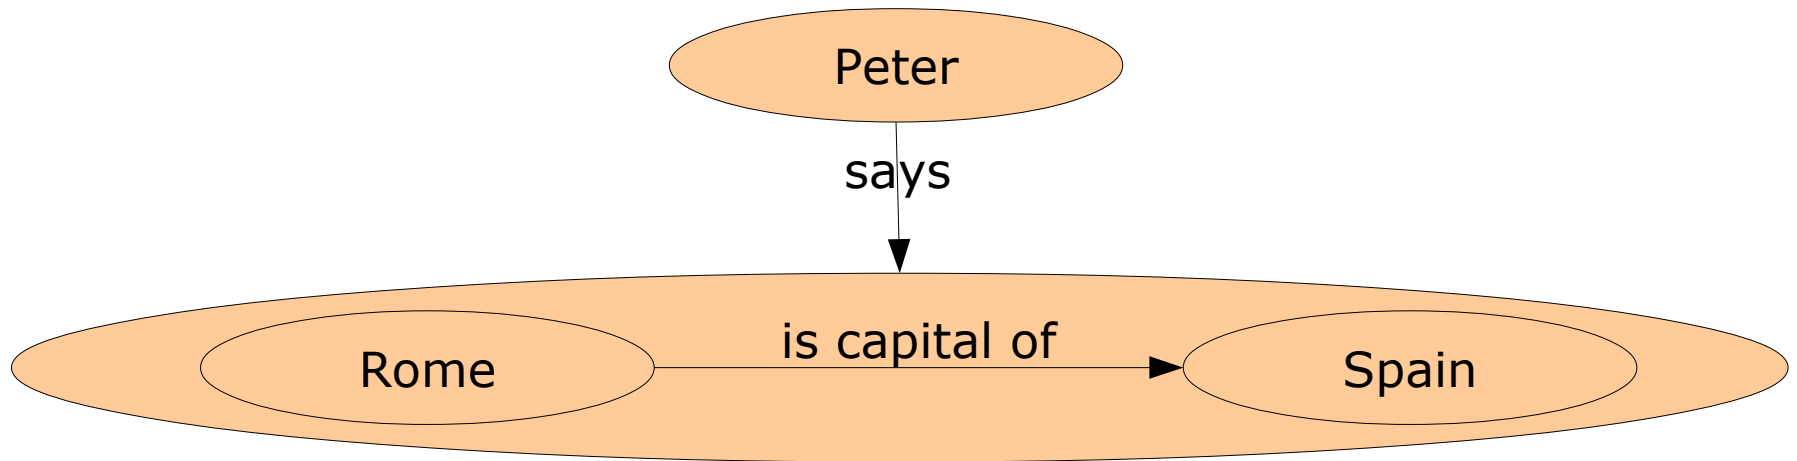 Peter
says
is capital of
Rome
Spain